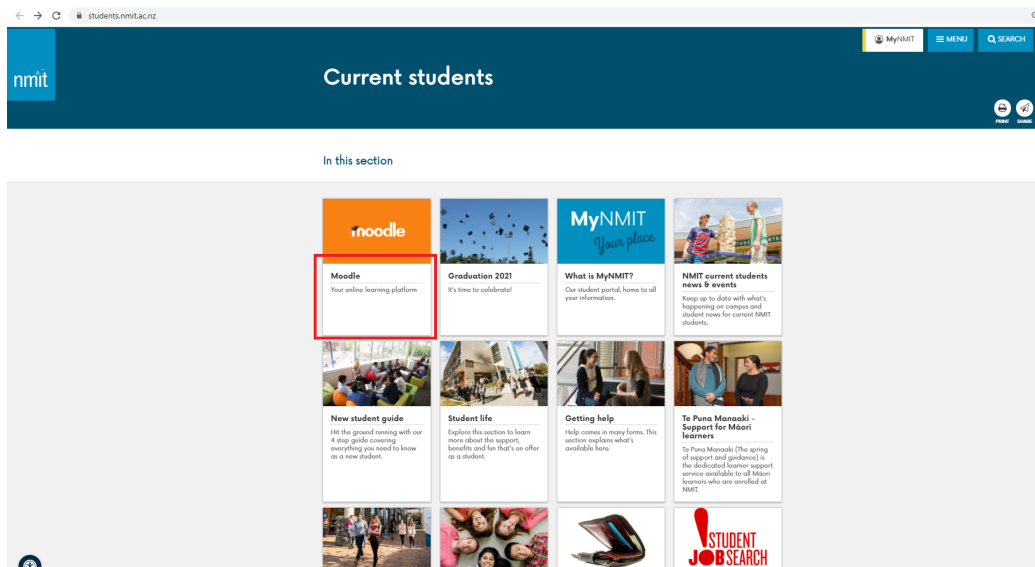 students.nmit.ac.nz
MyNMIT
MENU
SEARCH
nmit
Current students
PRINT
SHARE
In this section
moodle
Moodle
Your online learning platform
Graduation 2021
It's time to celebrate!
MyNMIT
Your place
What is MyNMIT?
Our student portal, home to all
your information.
NMIT current students
news & events
Keep up to date with what's
happening on campus and
student news for current NMIT
students.
New student guide
Hit the ground running with our
4 step guide covering
everything you need to know
as a new student.
Student life
Explore this section to learn
more about the support,
benefits and fun that's on offer
as a student.
Getting help
Help comes in many forms. This
section explains what's
available here.
Te Puna Manaaki -
Support for Māori
learners
Te Puna Manaaki (The spring
of support and guidance) is
the dedicated learner support
service available to all Māori
learners who are enrolled at
NMIT.
STUDENT
JOB SEARCH